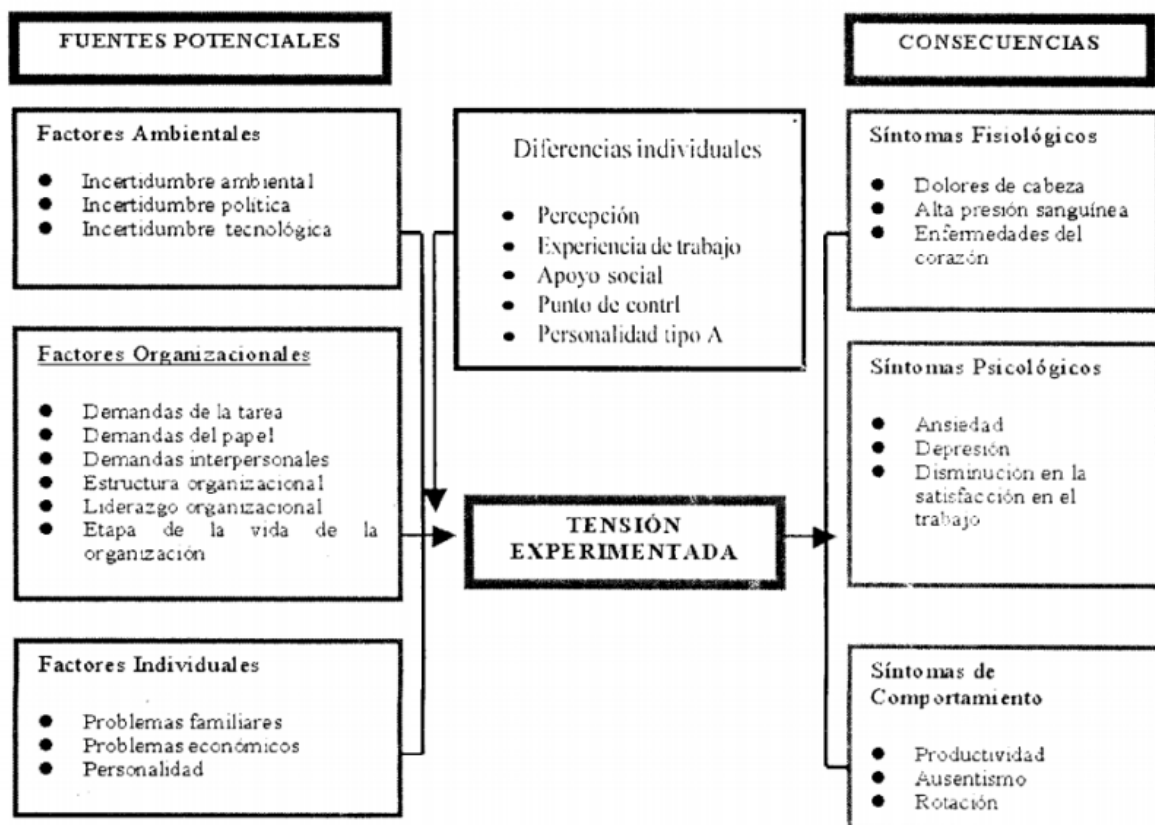 FUENTES POTENCIALES
Factores Ambientales
● Incertidumbre ambiental
● Incertidumbre política
● Incertidumbre tecnológica
Factores Organizacionales
● Demandas de la tarea
● Demandas del papel
● Demandas interpersonales
● Estructura organizacional
● Liderazgo organizacional
● Etapa de la vida de la
organización
Factores Individuales
● Problemas familiares
● Problemas económicos
● Personalidad
Diferencias individuales
• Percepción
• Experiencia de trabajo
• Apoyo social
• Punto de contrl
• Personalidad tipo A
TENSIÓN
EXPERIMENTADA
CONSECUENCIAS
Síntomas Fisiológicos
● Dolores de cabeza
● Alta presión sanguínea
● Enfermedades del
corazón
Síntomas Psicológicos
● Ansiedad
● Depresión
● Disminución en la
satisfacción en el
trabajo
Síntomas de
Comportamiento
● Productividad
● Ausentismo
● Rotación